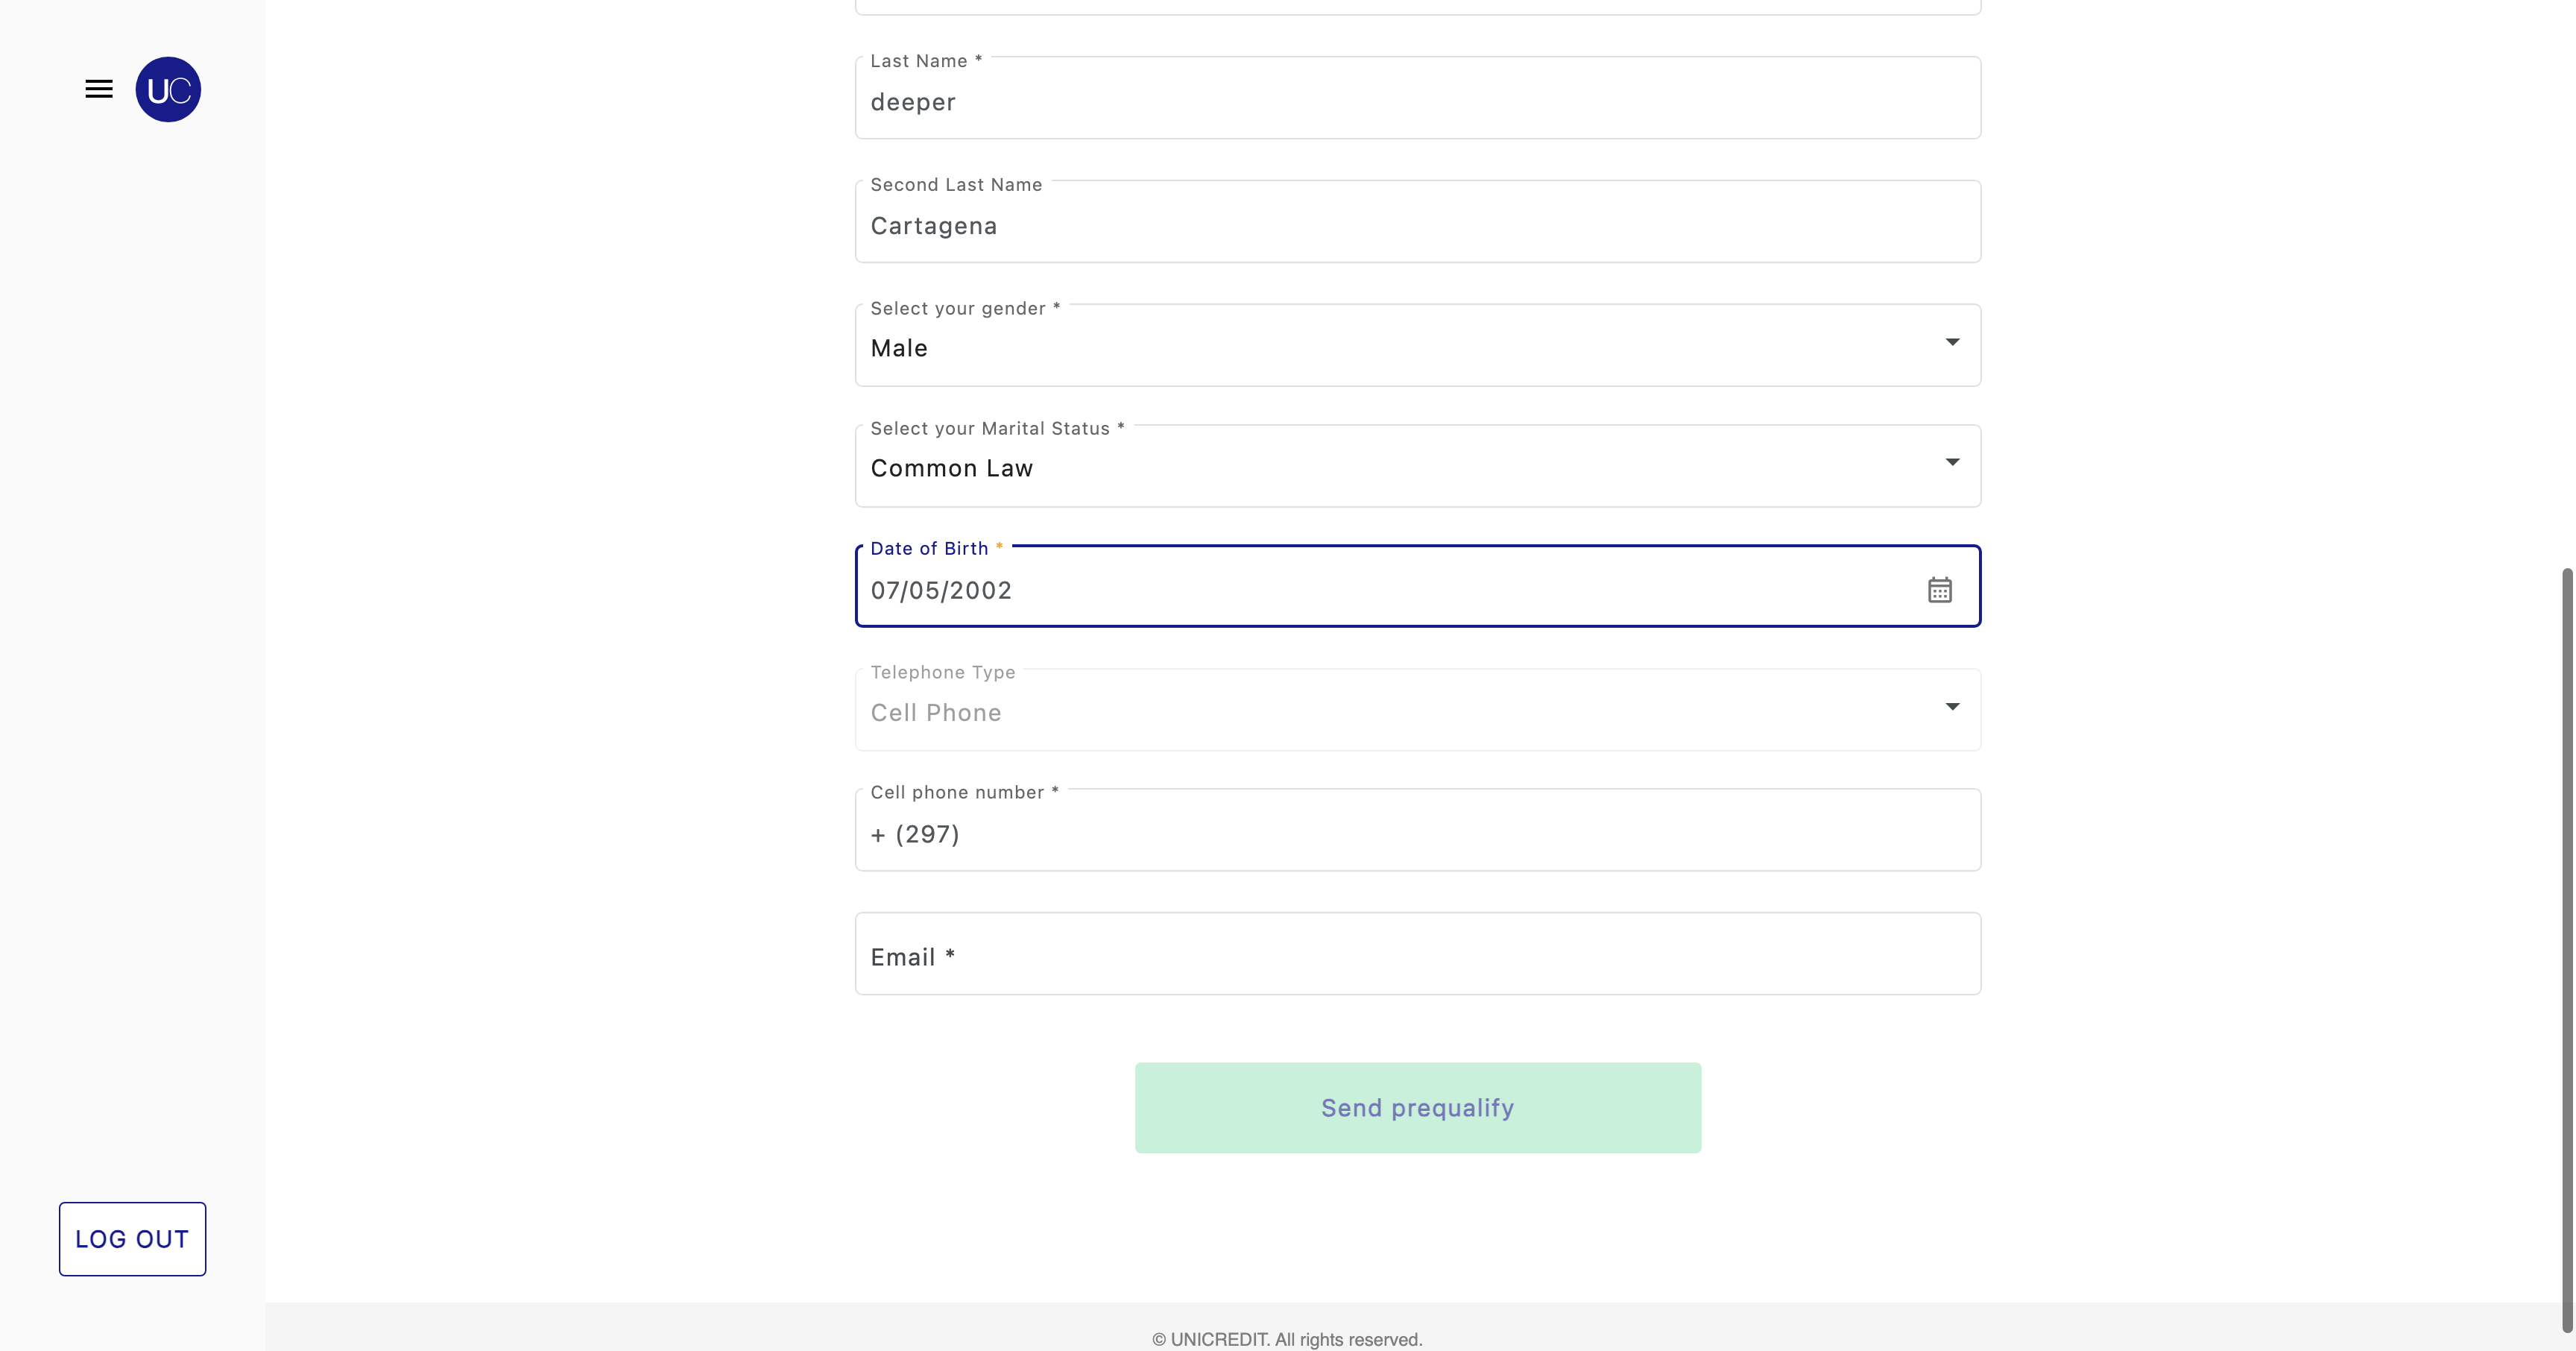 UC
Last Name *
deeper
Second Last Name
Cartagena
Select your gender *
Male
Select your Marital Status *
Common Law
Date of Birth *
07/05/2002
Telephone Type
Cell Phone
Cell phone number *
+ (297)
Email *
Send prequalify
LOG OUT
© UNICREDIT. All rights reserved.